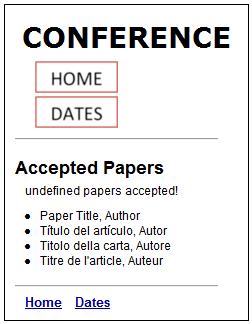 CONFERENCE
HOME
DATES
Accepted Papers
undefined papers accepted!
Paper Title, Author
Título del artículo, Autor
Titolo della carta, Autore
Titre de l'article, Auteur
Home Dates